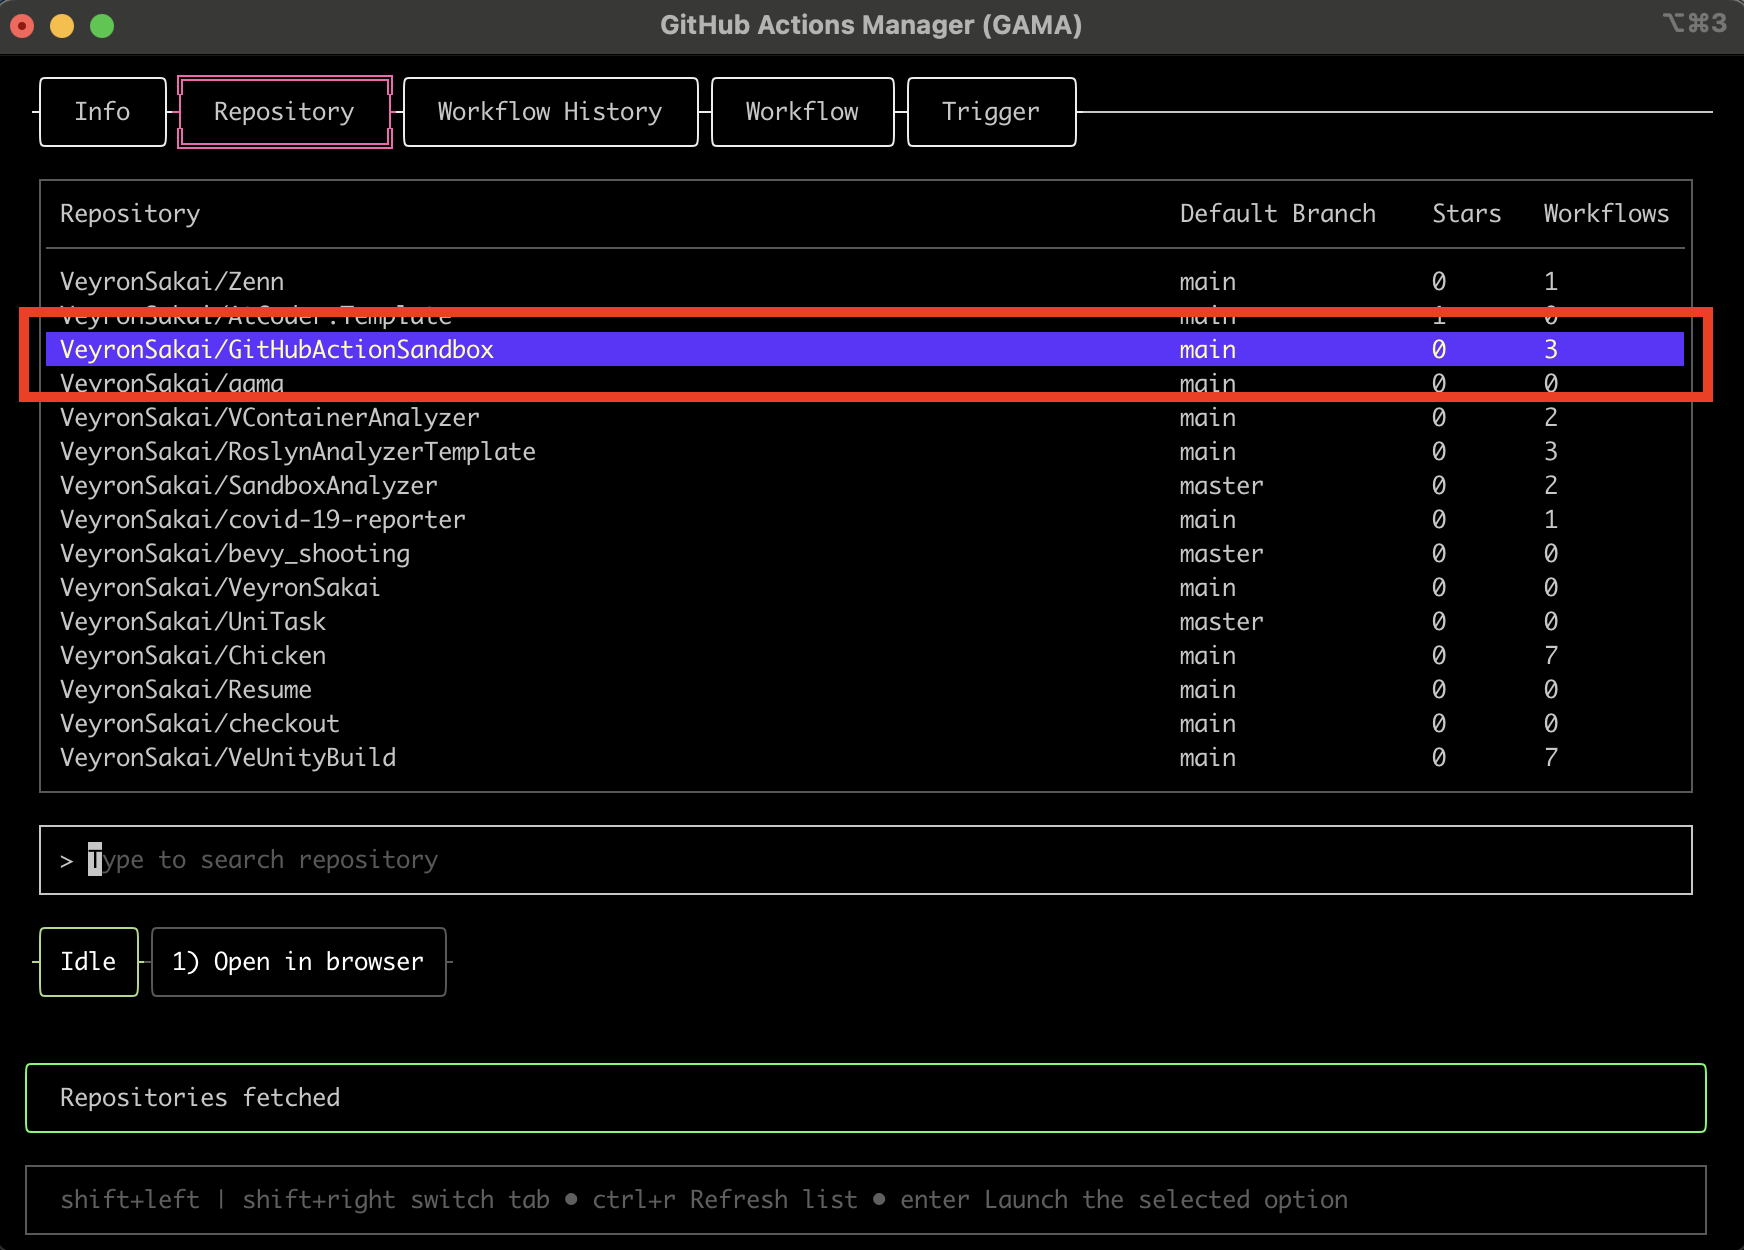 GitHub Actions Manager (GAMA) ⌥⌘3
Info Repository Workflow History Workflow Trigger
Repository Default Branch Stars Workflows
VeyronSakai/Zenn main 0 1
VeyronSakai/AtCoder.Template main 1 0
VeyronSakai/GitHubActionSandbox main 0 3
VeyronSakai/gama main 0 0
VeyronSakai/VContainerAnalyzer main 0 2
VeyronSakai/RoslynAnalyzerTemplate main 0 3
VeyronSakai/SandboxAnalyzer master 0 2
VeyronSakai/covid-19-reporter main 0 1
VeyronSakai/bevy_shooting master 0 0
VeyronSakai/VeyronSakai main 0 0
VeyronSakai/UniTask master 0 0
VeyronSakai/Chicken main 0 7
VeyronSakai/Resume main 0 0
VeyronSakai/checkout main 0 0
VeyronSakai/VeUnityBuild main 0 7
> Type to search repository
Idle 1) Open in browser
Repositories fetched
shift+left | shift+right switch tab ● ctrl+r Refresh list ● enter Launch the selected option